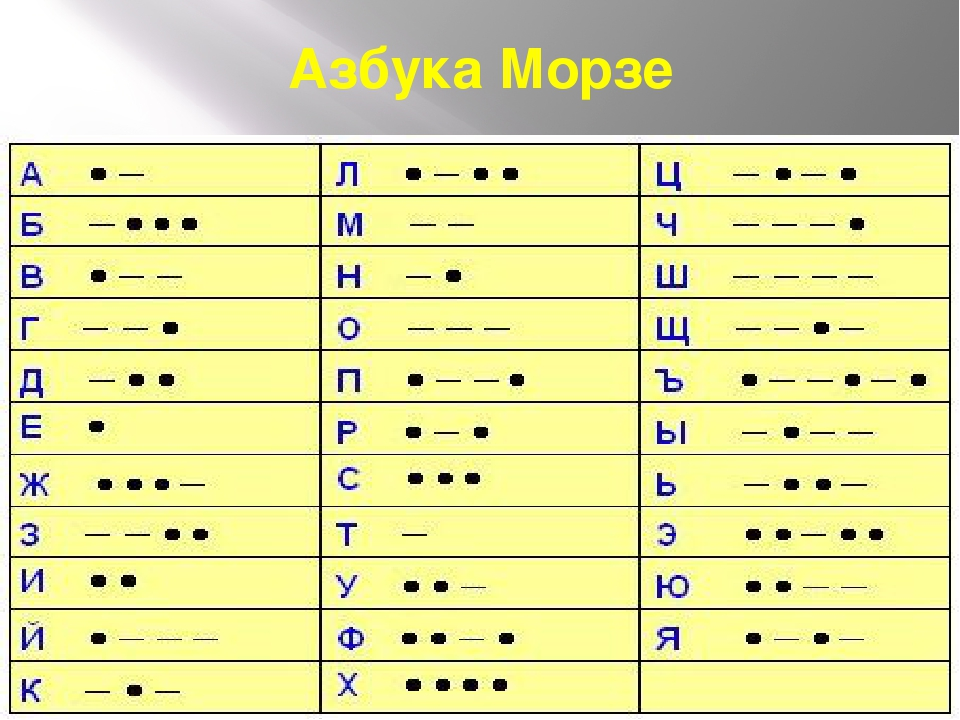 Азбука Морзе
А ● — Л ● — ● ● Ц — ● — ●
Б — ● ● ● М — — Ч — — — ●
В ● — — Н — ● Ш — — — —
Г — — ● О — — — Щ — — ● —
Д — ● ● П ● — — ● Ъ ● — — ● — ●
Е ● Р ● — ● Ы — ● — —
Ж ● ● ● — С ● ● ● Ь — ● ● —
З — — ● ● Т — Э ● ● — ● ●
И ● ● У ● ● — Ю ● ● — —
Й ● — — — Ф ● ● — ● Я ● — ● —
К — ● — Х ● ● ● ●